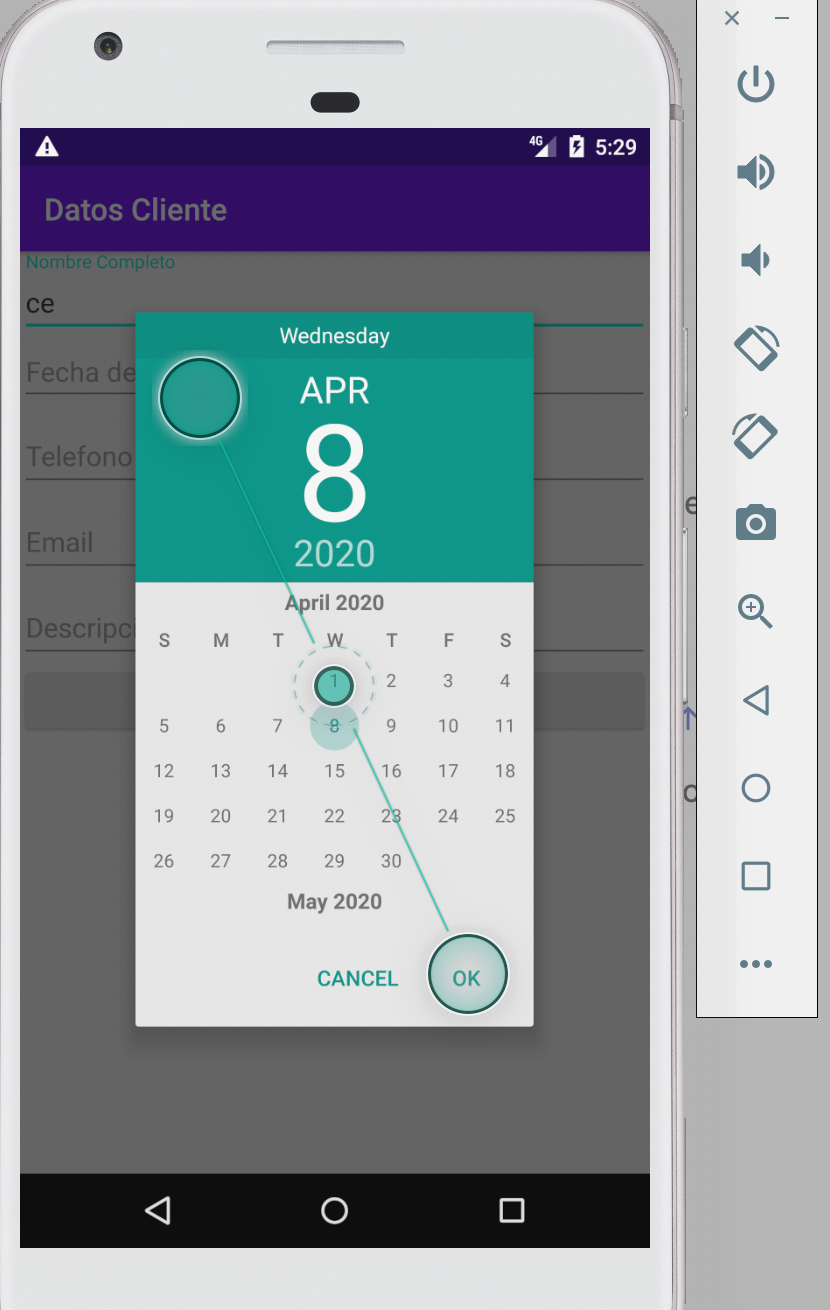 4G 5:29
Datos Cliente
Nombre Completo
ce
Fecha de
Telefono
Email
Descripci
Wednesday
APR
8
2020
April 2020
S M T W T F S
1 2 3 4
5 6 7 8 9 10 11
12 13 14 15 16 17 18
19 20 21 22 23 24 25
26 27 28 29 30
May 2020
CANCEL OK